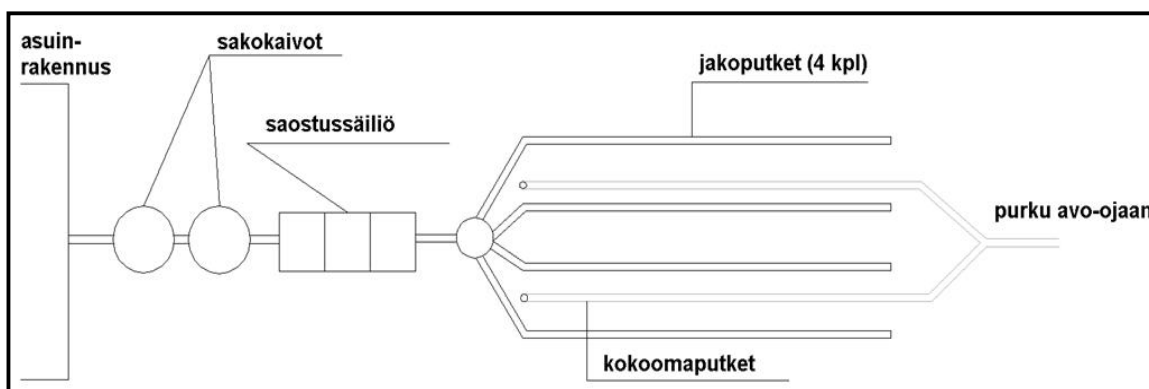 asuin-
rakennus
sakokaivot
saostussäiliö
jakoputket (4 kpl)
purku avo-ojaan
kokoomaputket